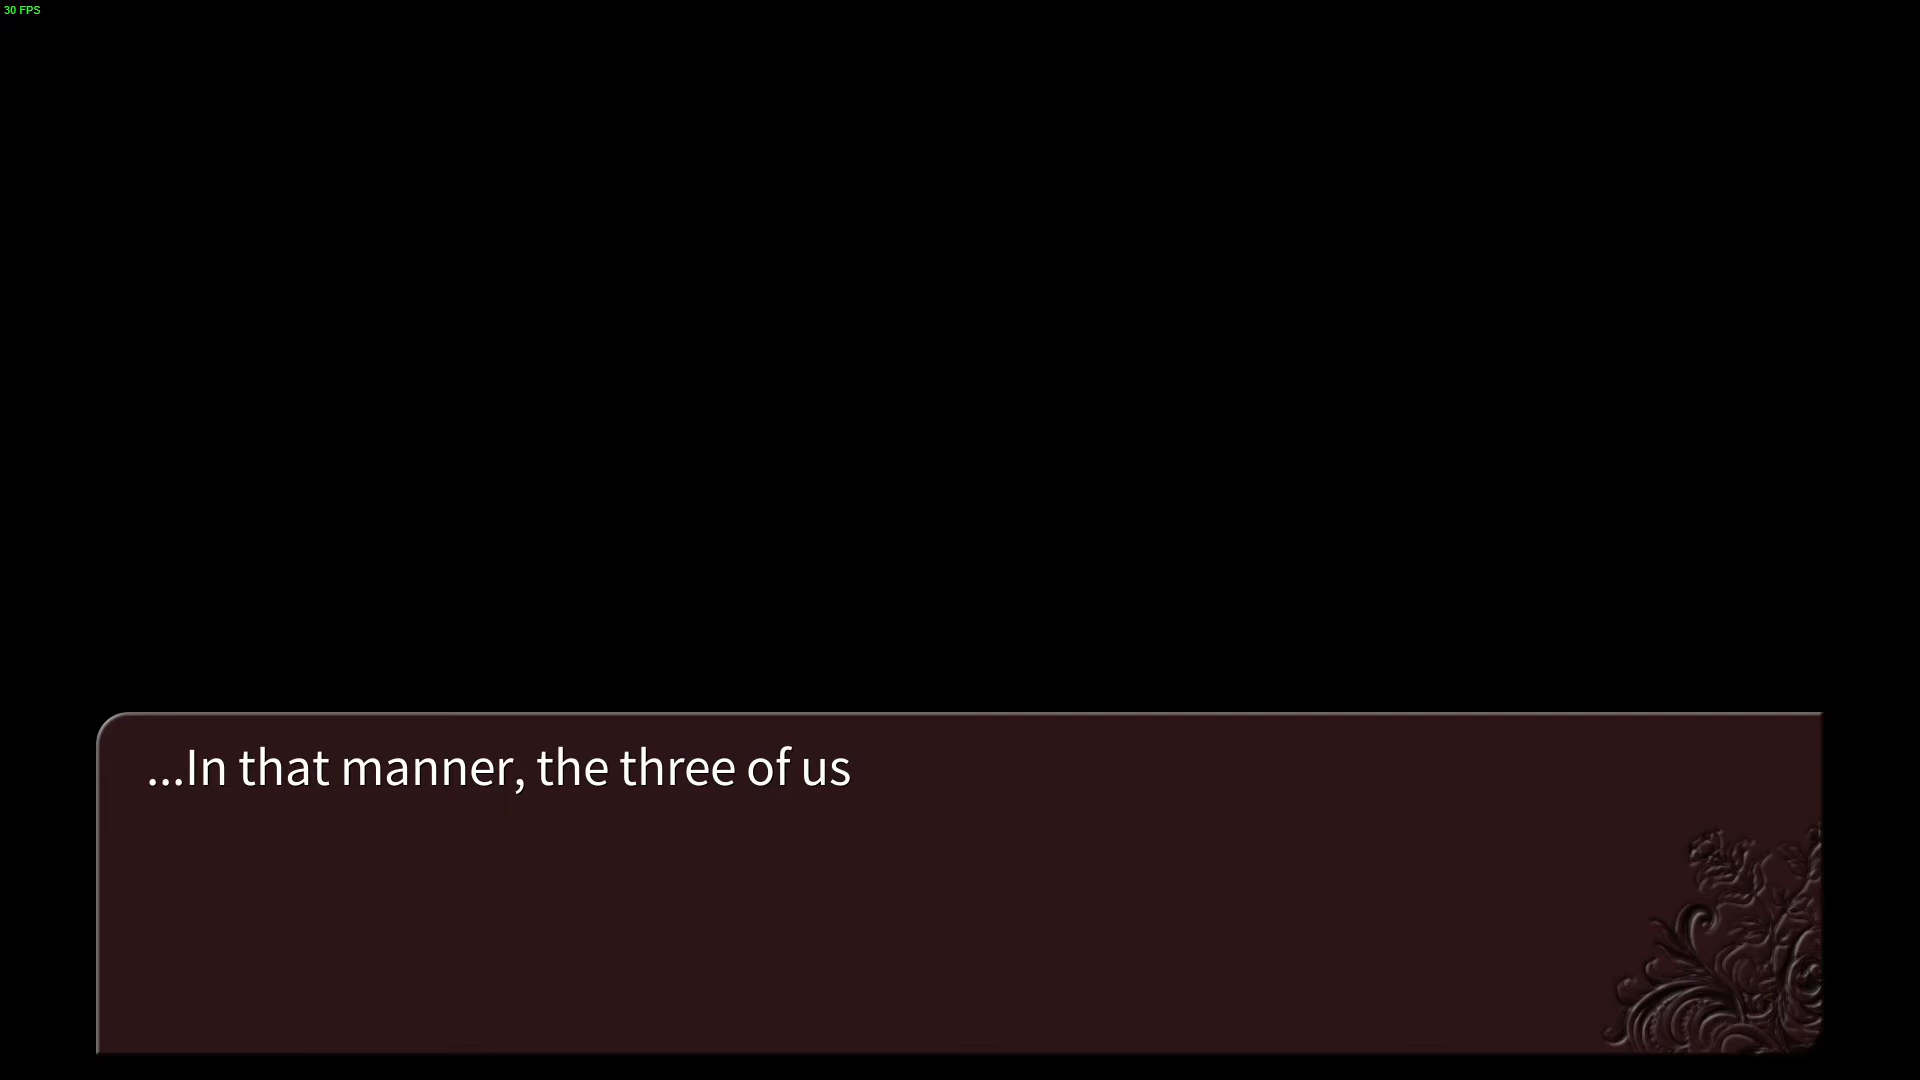 30 FPS
...In that manner, the three of us